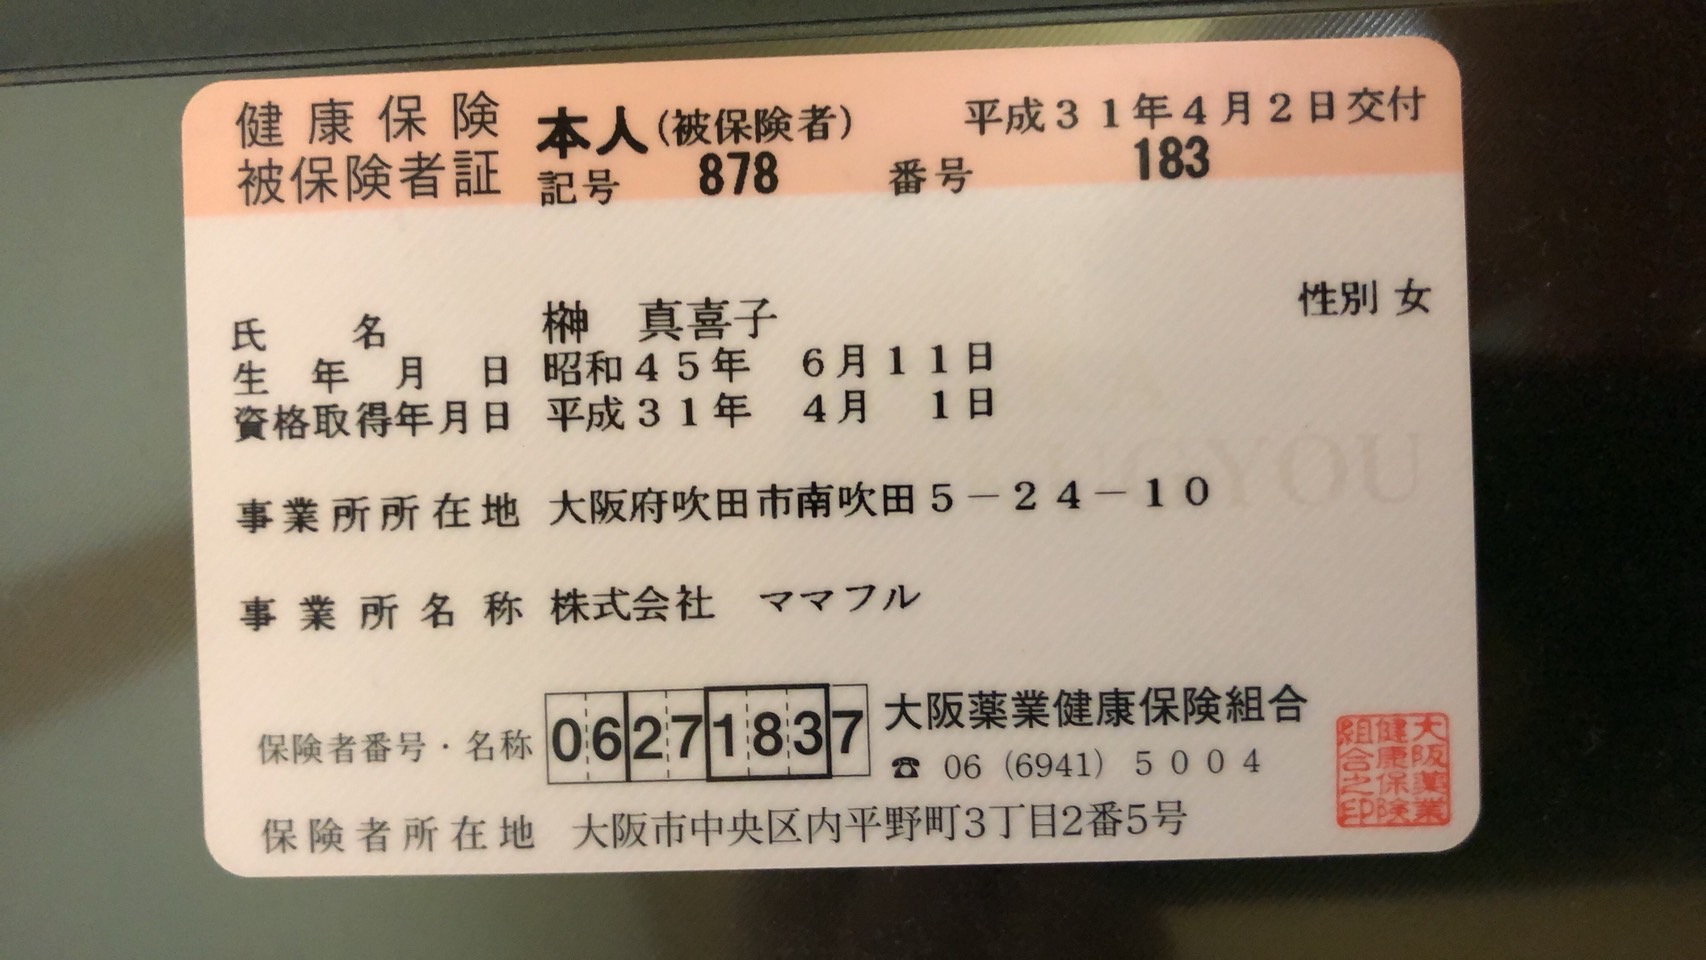 健康保険 本人(被保険者) 平成31年4月2日交付
被保険者証 記号 878 番号 183
性別 女
氏名 榊 真喜子
生年月日 昭和45年 6月11日
資格取得年月日 平成31年 4月 1日
事業所所在地 大阪府吹田市南吹田5-24-10
事業所名称 株式会社 ママフル
保険者番号・名称 06271837 大阪薬業健康保険組合
☎ 06 (6941) 5004
保険者所在地 大阪市中央区内平野町3丁目2番5号
大阪薬業健康保険組合之印